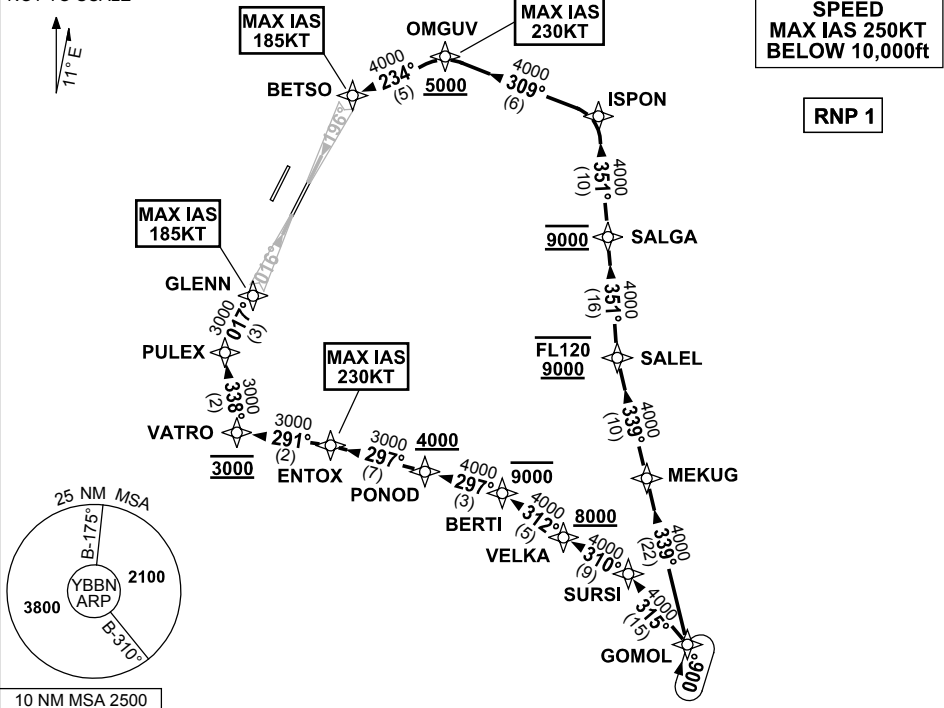 NOT TO SCALE
11° E
SPEED
MAX IAS 250KT
BELOW 10,000ft
RNP 1
MAX IAS
185KT
MAX IAS
230KT
OMGUV
5000
4000
234°
(5)
BETSO
4000
309°
(6)
ISPON
196°
4000
351°
(10)
9000
SALGA
MAX IAS
185KT
016°
GLENN
4000
351°
(16)
3000
017°
(3)
PULEX
FL120
9000
SALEL
MAX IAS
230KT
3000
338°
(2)
4000
339°
(10)
VATRO
3000
3000
291°
(2)
ENTOX
3000
297°
(7)
4000
PONOD
4000
297°
(3)
9000
BERTI
MEKUG
4000
312°
(5)
8000
VELKA
4000
339°
(22)
4000
310°
(9)
SURSI
4000
315°
(15)
GOMOL
006°
25 NM MSA
B-175°
YBBN
ARP
2100
3800
B-310°
10 NM MSA 2500